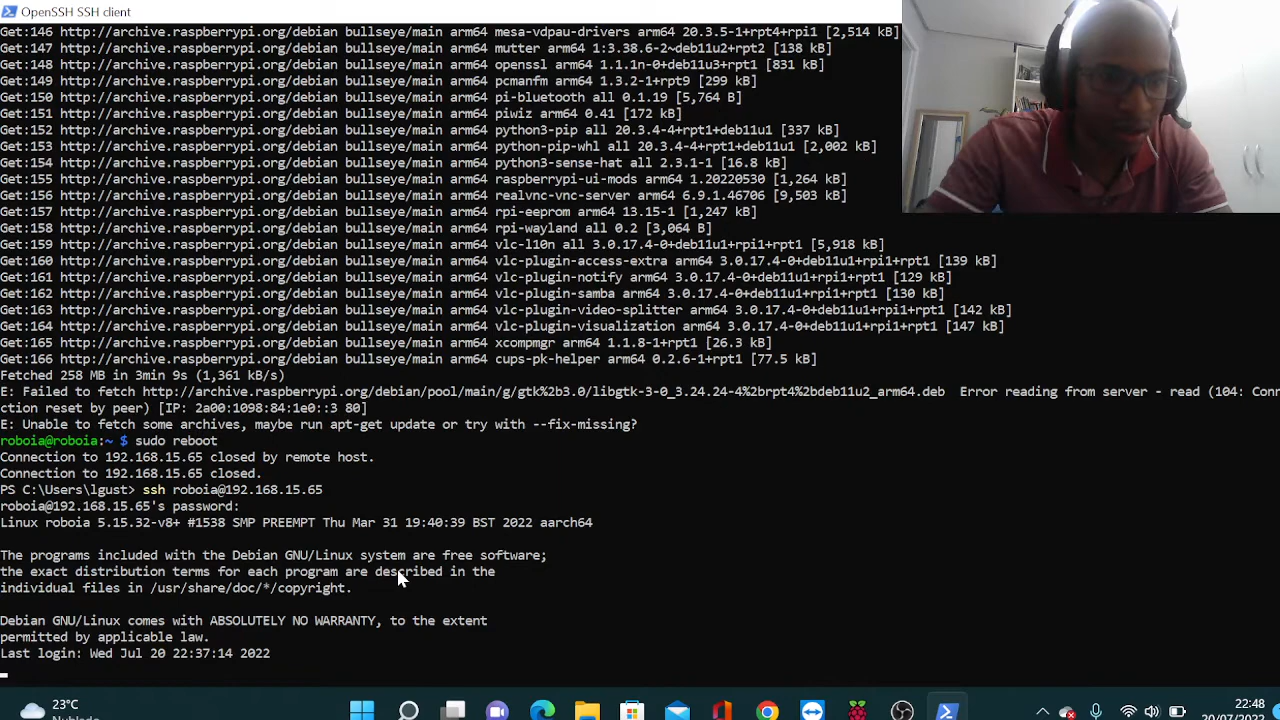 OpenSSH SSH client
Get:146 http://archive.raspberrypi.org/debian bullseye/main arm64 mesa-vdpau-drivers arm64 20.3.5-1+rpt4+rpi1 [2,514 kB]
Get:147 http://archive.raspberrypi.org/debian bullseye/main arm64 mutter arm64 1:3.38.6-2~deb11u2+rpt2 [138 kB]
Get:148 http://archive.raspberrypi.org/debian bullseye/main arm64 openssl arm64 1.1.1n-0+deb11u3+rpt1 [831 kB]
Get:149 http://archive.raspberrypi.org/debian bullseye/main arm64 pcmanfm arm64 1.3.2-1+rpt9 [299 kB]
Get:150 http://archive.raspberrypi.org/debian bullseye/main arm64 pi-bluetooth all 0.1.19 [5,764 B]
Get:151 http://archive.raspberrypi.org/debian bullseye/main arm64 piwiz arm64 0.41 [172 kB]
Get:152 http://archive.raspberrypi.org/debian bullseye/main arm64 python3-pip all 20.3.4-4+rpt1+deb11u1 [337 kB]
Get:153 http://archive.raspberrypi.org/debian bullseye/main arm64 python-pip-whl all 20.3.4-4+rpt1+deb11u1 [2,002 kB]
Get:154 http://archive.raspberrypi.org/debian bullseye/main arm64 python3-sense-hat all 2.3.1-1 [16.8 kB]
Get:155 http://archive.raspberrypi.org/debian bullseye/main arm64 raspberrypi-ui-mods arm64 1.20220530 [1,264 kB]
Get:156 http://archive.raspberrypi.org/debian bullseye/main arm64 realvnc-vnc-server arm64 6.9.1.46706 [9,503 kB]
Get:157 http://archive.raspberrypi.org/debian bullseye/main arm64 rpi-eeprom arm64 13.15-1 [1,247 kB]
Get:158 http://archive.raspberrypi.org/debian bullseye/main arm64 rpi-wayland all 0.2 [3,064 B]
Get:159 http://archive.raspberrypi.org/debian bullseye/main arm64 vlc-l10n all 3.0.17.4-0+deb11u1+rpi1+rpt1 [5,918 kB]
Get:160 http://archive.raspberrypi.org/debian bullseye/main arm64 vlc-plugin-access-extra arm64 3.0.17.4-0+deb11u1+rpi1+rpt1 [139 kB]
Get:161 http://archive.raspberrypi.org/debian bullseye/main arm64 vlc-plugin-notify arm64 3.0.17.4-0+deb11u1+rpi1+rpt1 [129 kB]
Get:162 http://archive.raspberrypi.org/debian bullseye/main arm64 vlc-plugin-samba arm64 3.0.17.4-0+deb11u1+rpi1+rpt1 [130 kB]
Get:163 http://archive.raspberrypi.org/debian bullseye/main arm64 vlc-plugin-video-splitter arm64 3.0.17.4-0+deb11u1+rpi1+rpt1 [142 kB]
Get:164 http://archive.raspberrypi.org/debian bullseye/main arm64 vlc-plugin-visualization arm64 3.0.17.4-0+deb11u1+rpi1+rpt1 [147 kB]
Get:165 http://archive.raspberrypi.org/debian bullseye/main arm64 xcompmgr arm64 1.1.8-1+rpt1 [26.3 kB]
Get:166 http://archive.raspberrypi.org/debian bullseye/main arm64 cups-pk-helper arm64 0.2.6-1+rpt1 [77.5 kB]
Fetched 258 MB in 3min 9s (1,361 kB/s)
E: Failed to fetch http://archive.raspberrypi.org/debian/pool/main/g/gtk%2b3.0/libgtk-3-0_3.24.24-4%2brpt4%2bdeb11u2_arm64.deb  Error reading from server - read (104: Conn
ction reset by peer) [IP: 2a00:1098:84:1e0::3 80]
E: Unable to fetch some archives, maybe run apt-get update or try with --fix-missing?
roboia@roboia:~ $ sudo reboot
Connection to 192.168.15.65 closed by remote host.
Connection to 192.168.15.65 closed.
PS C:\Users\lgust> ssh roboia@192.168.15.65
roboia@192.168.15.65's password:
Linux roboia 5.15.32-v8+ #1538 SMP PREEMPT Thu Mar 31 19:40:39 BST 2022 aarch64
The programs included with the Debian GNU/Linux system are free software;
the exact distribution terms for each program are described in the
individual files in /usr/share/doc/*/copyright.
Debian GNU/Linux comes with ABSOLUTELY NO WARRANTY, to the extent
permitted by applicable law.
Last login: Wed Jul 20 22:37:14 2022
23°C
22:48